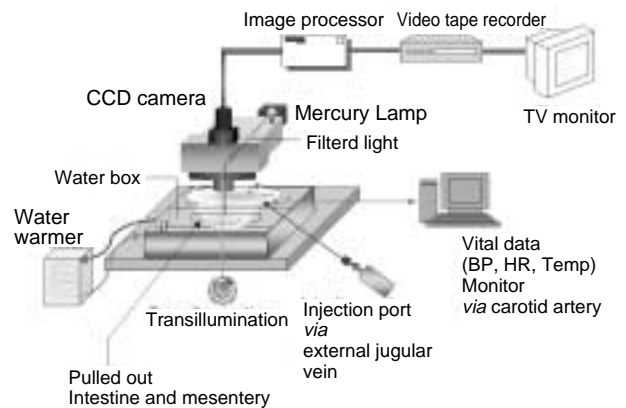 Image processor
Video tape recorder
CCD camera
Mercury Lamp
TV monitor
Filterd light
Water box
Water
warmer
Vital data
(BP, HR, Temp)
Monitor
via carotid artery
Transillumination
Injection port
via
external jugular
vein
Pulled out
Intestine and mesentery